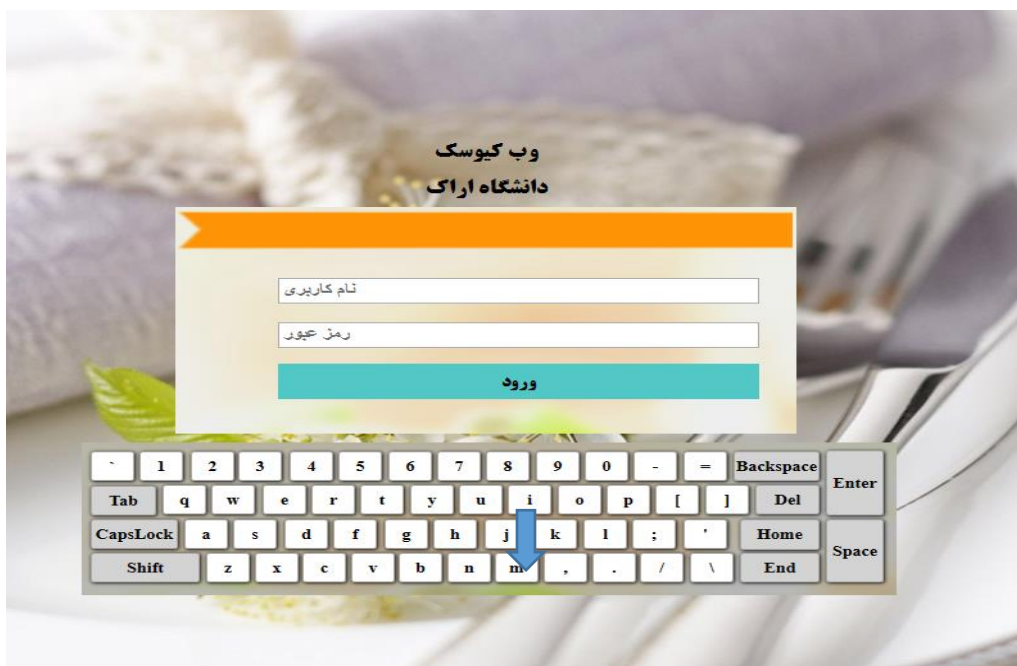 وب کیوسک
دانشگاه اراک
نام کاربری
رمز عبور
ورود
` 1 2 3 4 5 6 7 8 9 0 - = Backspace Enter
Tab q w e r t y u i o p [ ] Del
CapsLock a s d f g h j k l ; ' Home Space
Shift z x c v b n m , . / \ End